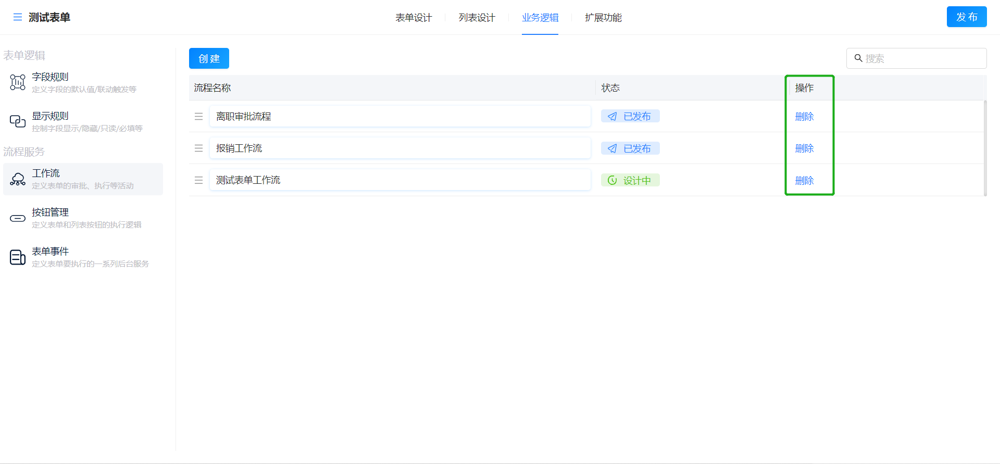 测试表单
表单设计
列表设计
业务逻辑
扩展功能
发布
表单逻辑
字段规则
定义字段的默认值/联动触发等
显示规则
控制字段显示/隐藏/只读/必填等
流程服务
工作流
定义表单的审批、执行等活动
按钮管理
定义表单和列表按钮的执行逻辑
表单事件
定义表单要执行的一系列后台服务
创建
搜索
流程名称 状态 操作
离职审批流程 已发布 删除
报销工作流 已发布 删除
测试表单工作流 设计中 删除